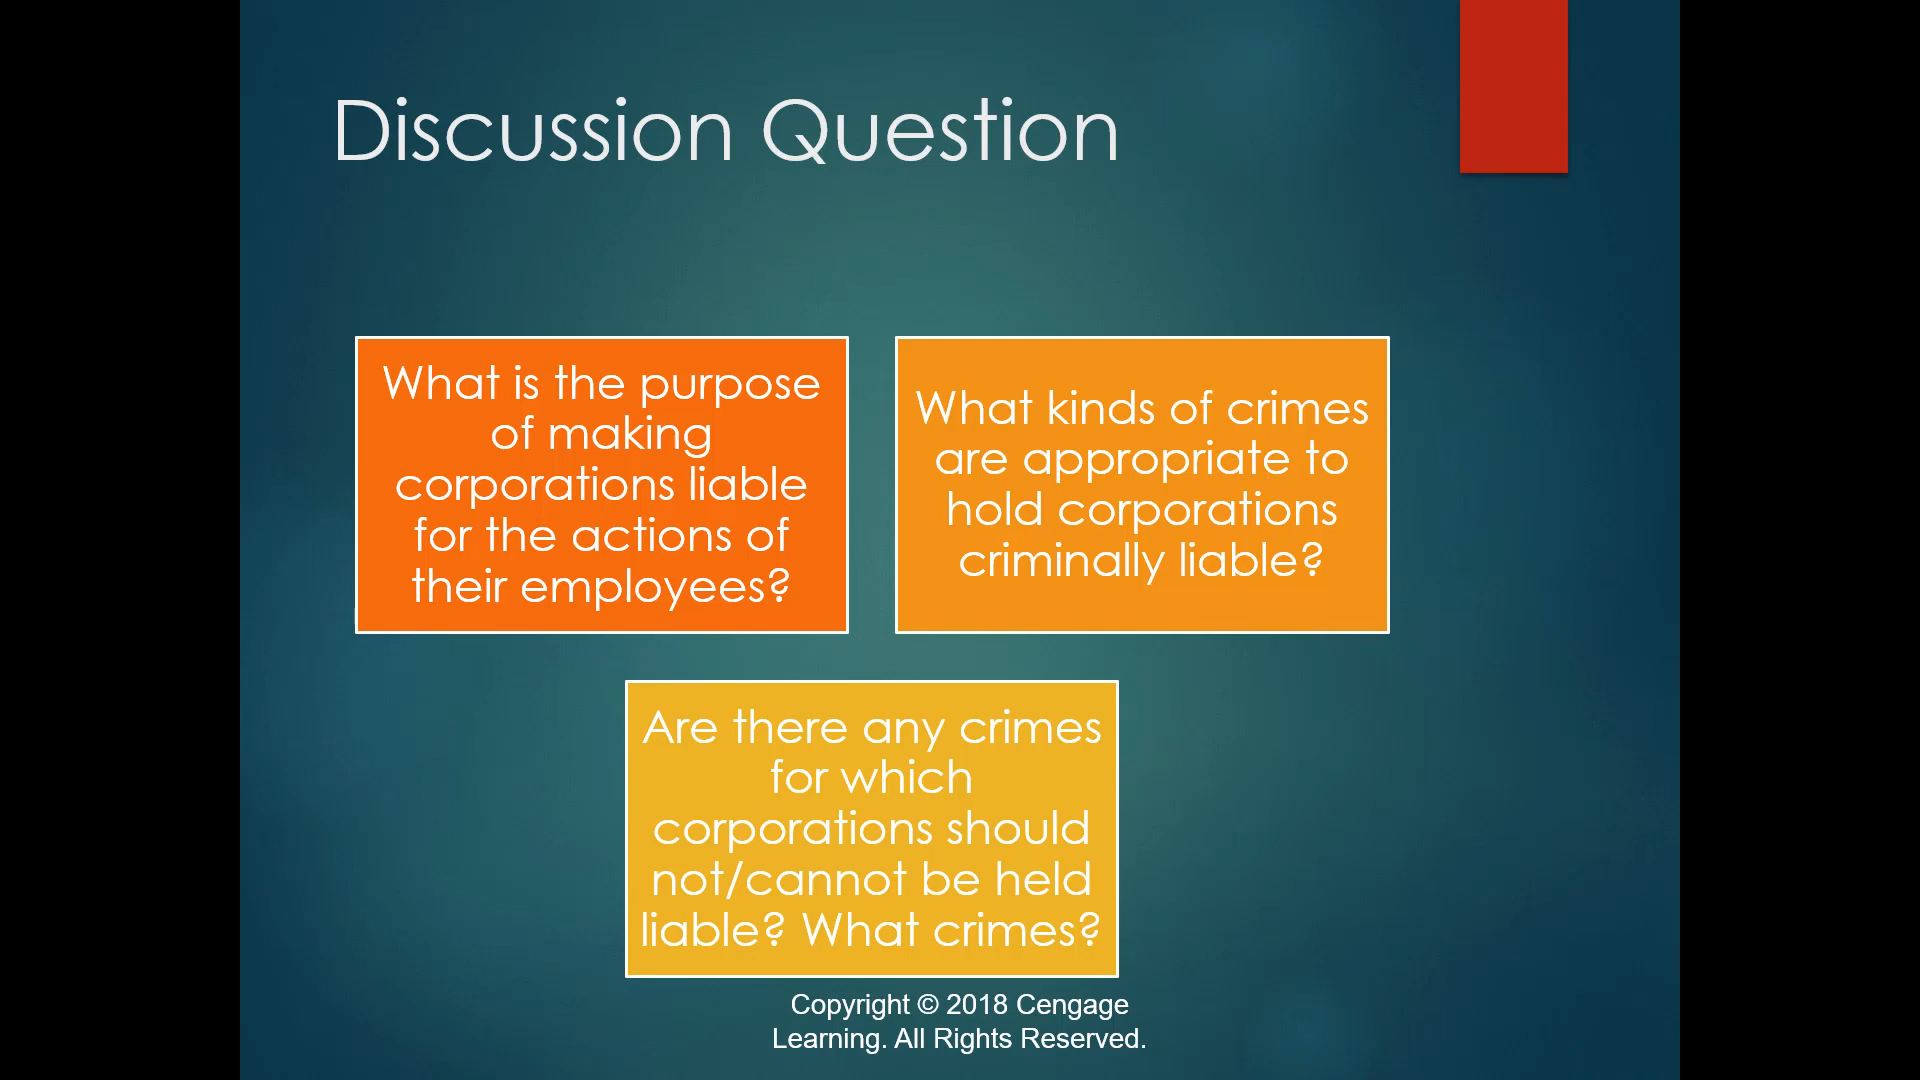 Discussion Question
What is the purpose
of making
corporations liable
for the actions of
their employees?
What kinds of crimes
are appropriate to
hold corporations
criminally liable?
Are there any crimes
for which
corporations should
not/cannot be held
liable? What crimes?
Copyright © 2018 Cengage
Learning. All Rights Reserved.